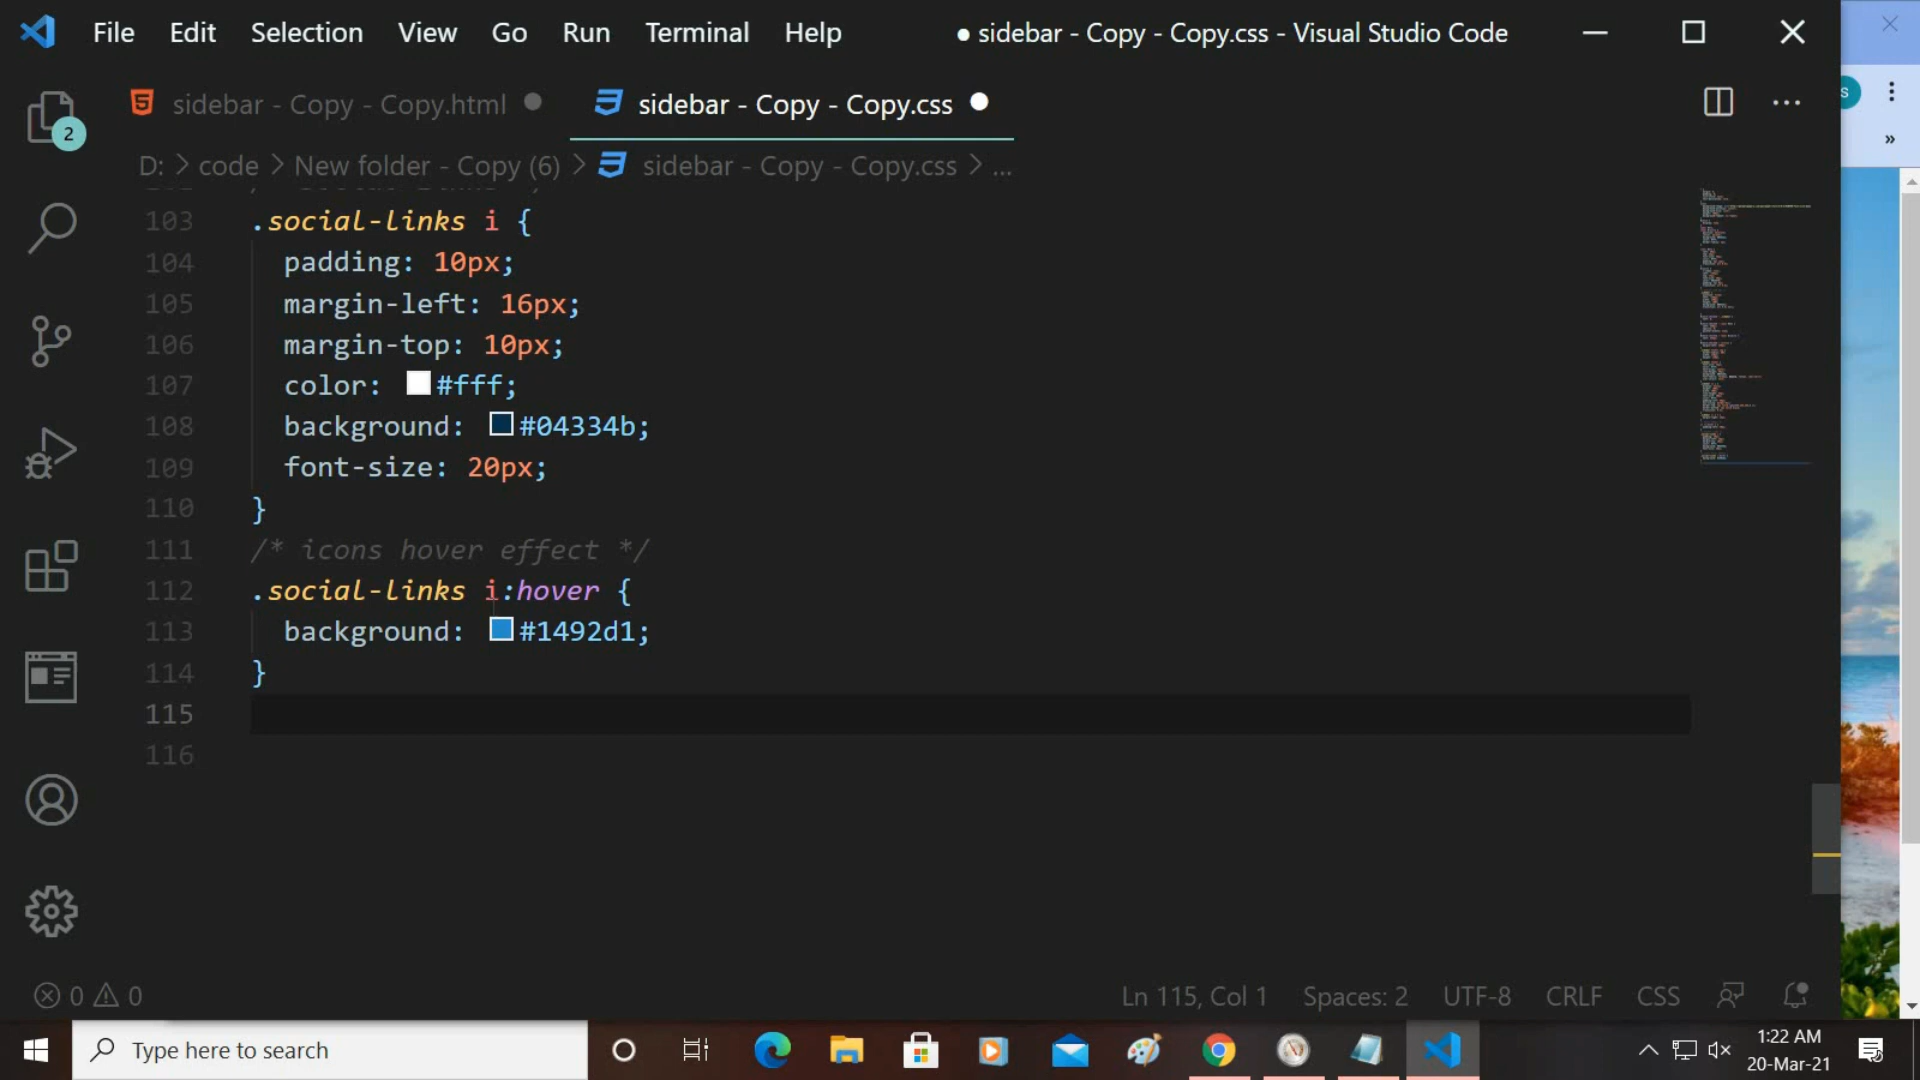 File Edit Selection View Go Run Terminal Help ● sidebar - Copy - Copy.css - Visual Studio Code
sidebar - Copy - Copy.html sidebar - Copy - Copy.css
2
s
»
D: > code > New folder - Copy (6) > sidebar - Copy - Copy.css > ...
103 .social-links i {
104 padding: 10px;
105 margin-left: 16px;
106 margin-top: 10px;
107 color: #fff;
108 background: #04334b;
109 font-size: 20px;
110 }
111 /* icons hover effect */
112 .social-links i:hover {
113 background: #1492d1;
114 }
115
116
0 0 Ln 115, Col 1 Spaces: 2 UTF-8 CRLF CSS
Type here to search
1:22 AM
20-Mar-21